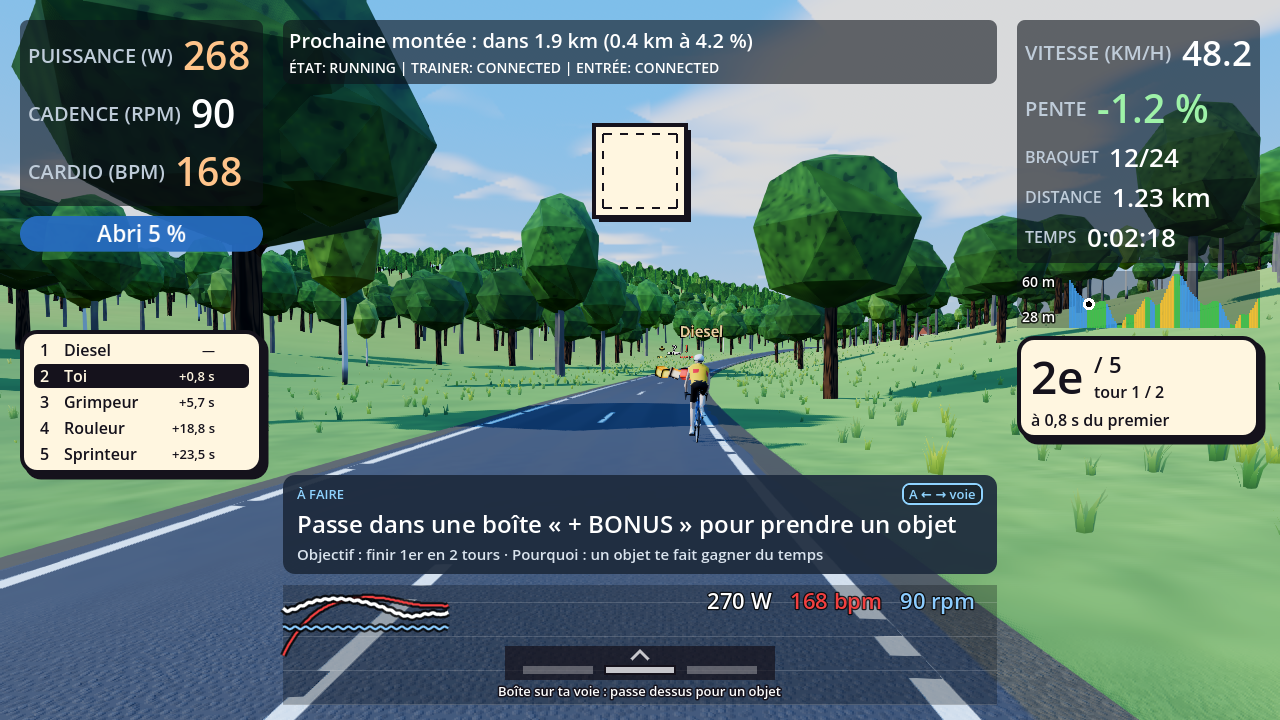 PUISSANCE (W) 268
CADENCE (RPM) 90
CARDIO (BPM) 168
Abri 5 %
Prochaine montée : dans 1.9 km (0.4 km à 4.2 %)
ÉTAT: RUNNING | TRAINER: CONNECTED | ENTRÉE: CONNECTED
VITESSE (KM/H) 48.2
PENTE -1.2 %
BRAQUET 12/24
DISTANCE 1.23 km
TEMPS 0:02:18
60 m
28 m
1 Diesel —
2 Toi +0,8 s
3 Grimpeur +5,7 s
4 Rouleur +18,8 s
5 Sprinteur +23,5 s
Diesel
2e / 5
tour 1 / 2
à 0,8 s du premier
À FAIRE
A ← → voie
Passe dans une boîte « + BONUS » pour prendre un objet
Objectif : finir 1er en 2 tours · Pourquoi : un objet te fait gagner du temps
270 W 168 bpm 90 rpm
Boîte sur ta voie : passe dessus pour un objet